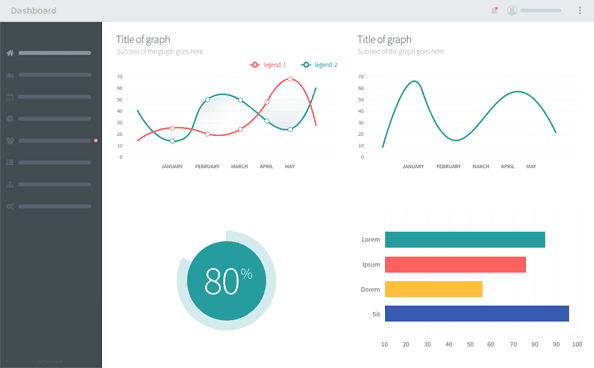 Dashboard
Title of graph
Sub text of the graph goes here.
legend 1 legend 2
70
60
50
40
30
20
10
0
JANUARY FEBRUARY MARCH APRIL MAY
Title of graph
Sub text of the graph goes here.
70
60
50
40
30
20
10
0
JANUARY FEBRUARY MARCH APRIL MAY
80%
Lorem
Ipsum
Dorem
Sit
10 20 30 40 50 60 70 80 90 100